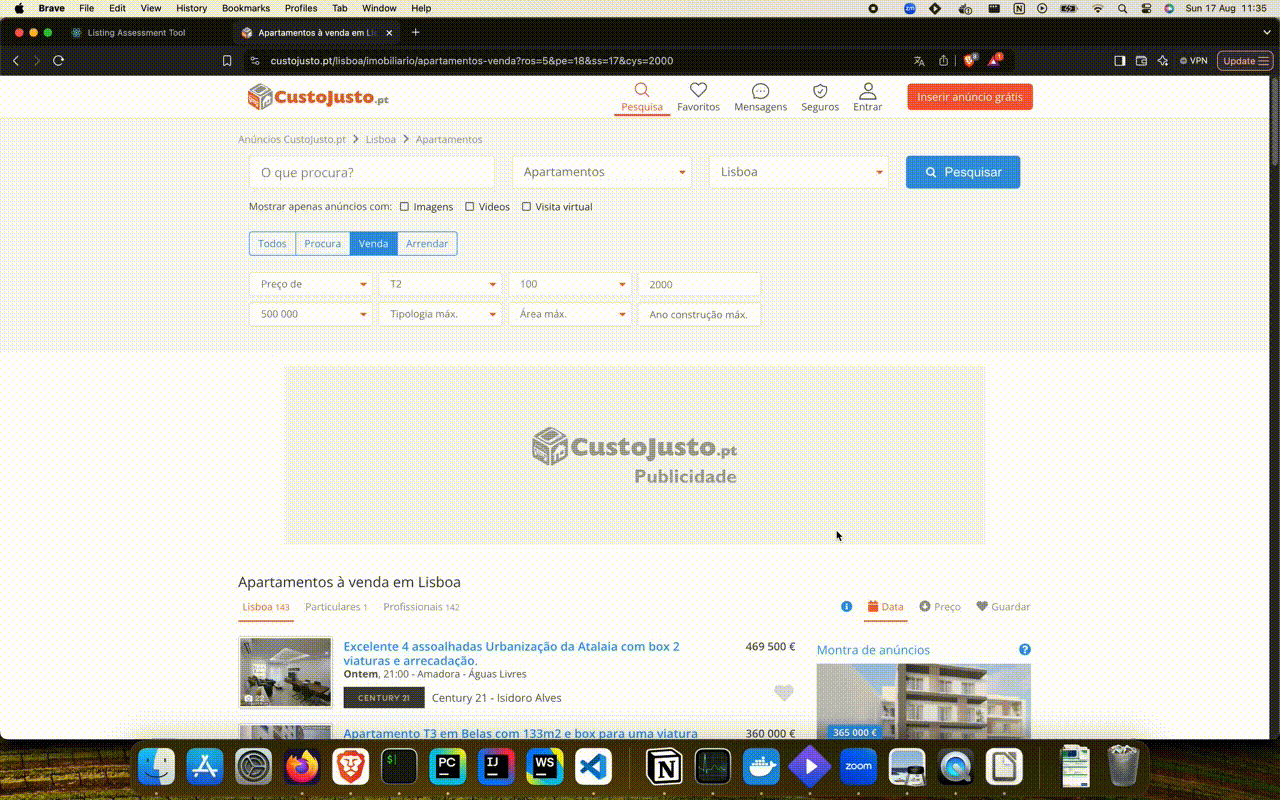 Brave File Edit View History Bookmarks Profiles Tab Window Help Sun 17 Aug 11:35
Listing Assessment Tool Apartamentos à venda em Li
custojusto.pt/lisboa/imobiliario/apartamentos-venda?ros=5&pe=18&ss=17&cys=2000 VPN Update
CustoJusto.pt Pesquisa Favoritos Mensagens Seguros Entrar Inserir anúncio grátis
Anúncios CustoJusto.pt Lisboa Apartamentos
O que procura? Apartamentos Lisboa Pesquisar
Mostrar apenas anúncios com: Imagens Videos Visita virtual
Todos Procura Venda Arrendar
Preço de T2 100 2000
500 000 Tipologia máx. Área máx. Ano construção máx.
CustoJusto.pt
Publicidade
Apartamentos à venda em Lisboa
Lisboa 143 Particulares 1 Profissionais 142 Data Preço Guardar
Excelente 4 assoalhadas Urbanização da Atalaia com box 2 469 500 €
viaturas e arrecadação.
Ontem, 21:00 - Amadora - Águas Livres
22 CENTURY 21 Century 21 - Isidoro Alves
Montra de anúncios
Apartamento T3 em Belas com 133m2 e box para uma viatura 360 000 €
365 000 €
$ PC IJ WS N zoom